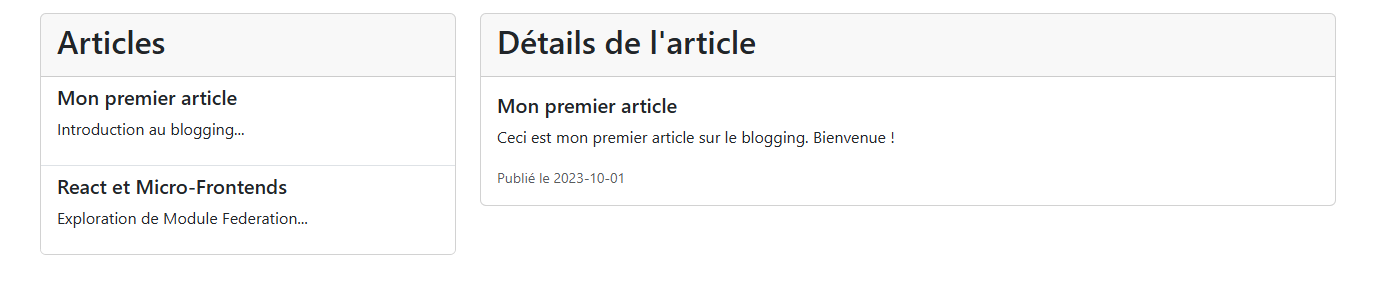 Articles
Mon premier article
Introduction au blogging...
React et Micro-Frontends
Exploration de Module Federation...
Détails de l'article
Mon premier article
Ceci est mon premier article sur le blogging. Bienvenue !
Publié le 2023-10-01